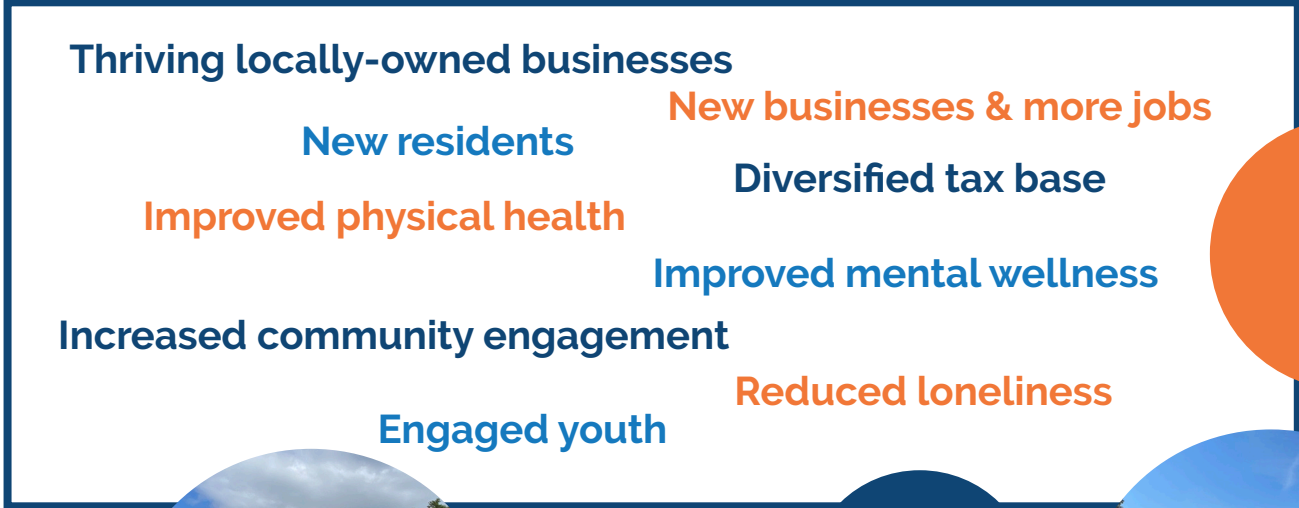 Thriving locally-owned businesses
New businesses & more jobs
New residents
Diversified tax base
Improved physical health
Improved mental wellness
Increased community engagement
Reduced loneliness
Engaged youth